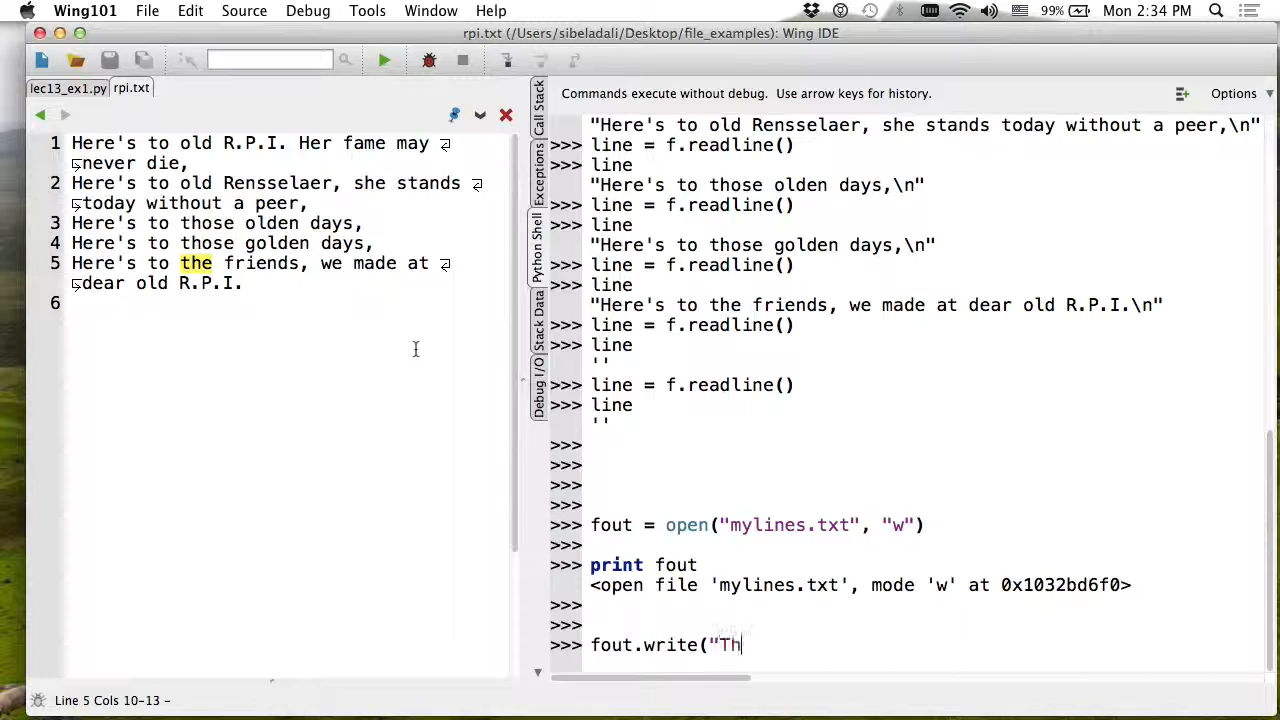 Wing101 File Edit Source Debug Tools Window Help 99% Mon 2:34 PM
rpi.txt (/Users/sibeladali/Desktop/file_examples): Wing IDE
lec13_ex1.py rpi.txt
1 Here's to old R.P.I. Her fame may
never die,
2 Here's to old Rensselaer, she stands
today without a peer,
3 Here's to those olden days,
4 Here's to those golden days,
5 Here's to the friends, we made at
dear old R.P.I.
6
Line 5 Cols 10-13 –
Call Stack
Exceptions
Python Shell
Stack Data
Debug I/O
Commands execute without debug. Use arrow keys for history. Options
"Here's to old Rensselaer, she stands today without a peer,\n"
>>> line = f.readline()
>>> line
"Here's to those olden days,\n"
>>> line = f.readline()
>>> line
"Here's to those golden days,\n"
>>> line = f.readline()
>>> line
"Here's to the friends, we made at dear old R.P.I.\n"
>>> line = f.readline()
>>> line
''
>>> line = f.readline()
>>> line
''
>>>
>>>
>>>
>>>
>>> fout = open("mylines.txt", "w")
>>>
>>> print fout
<open file 'mylines.txt', mode 'w' at 0x1032bd6f0>
>>>
>>>
>>> fout.write("Th